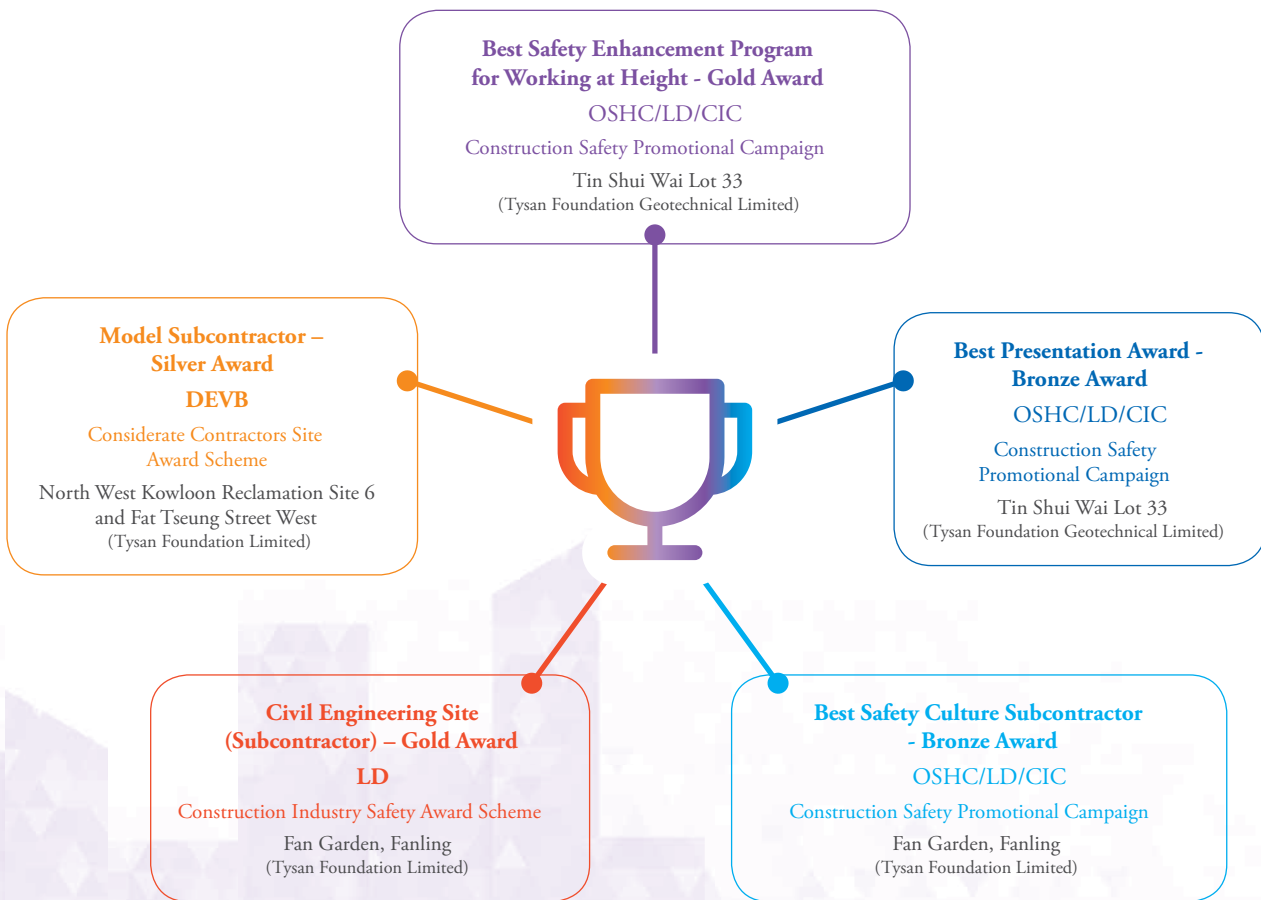 Best Safety Enhancement Program
for Working at Height - Gold Award
OSHC/LD/CIC
Construction Safety Promotional Campaign
Tin Shui Wai Lot 33
(Tysan Foundation Geotechnical Limited)
Model Subcontractor –
Silver Award
DEVB
Considerate Contractors Site
Award Scheme
North West Kowloon Reclamation Site 6
and Fat Tseung Street West
(Tysan Foundation Limited)
Best Presentation Award -
Bronze Award
OSHC/LD/CIC
Construction Safety
Promotional Campaign
Tin Shui Wai Lot 33
(Tysan Foundation Geotechnical Limited)
Civil Engineering Site
(Subcontractor) – Gold Award
LD
Construction Industry Safety Award Scheme
Fan Garden, Fanling
(Tysan Foundation Limited)
Best Safety Culture Subcontractor
- Bronze Award
OSHC/LD/CIC
Construction Safety Promotional Campaign
Fan Garden, Fanling
(Tysan Foundation Limited)